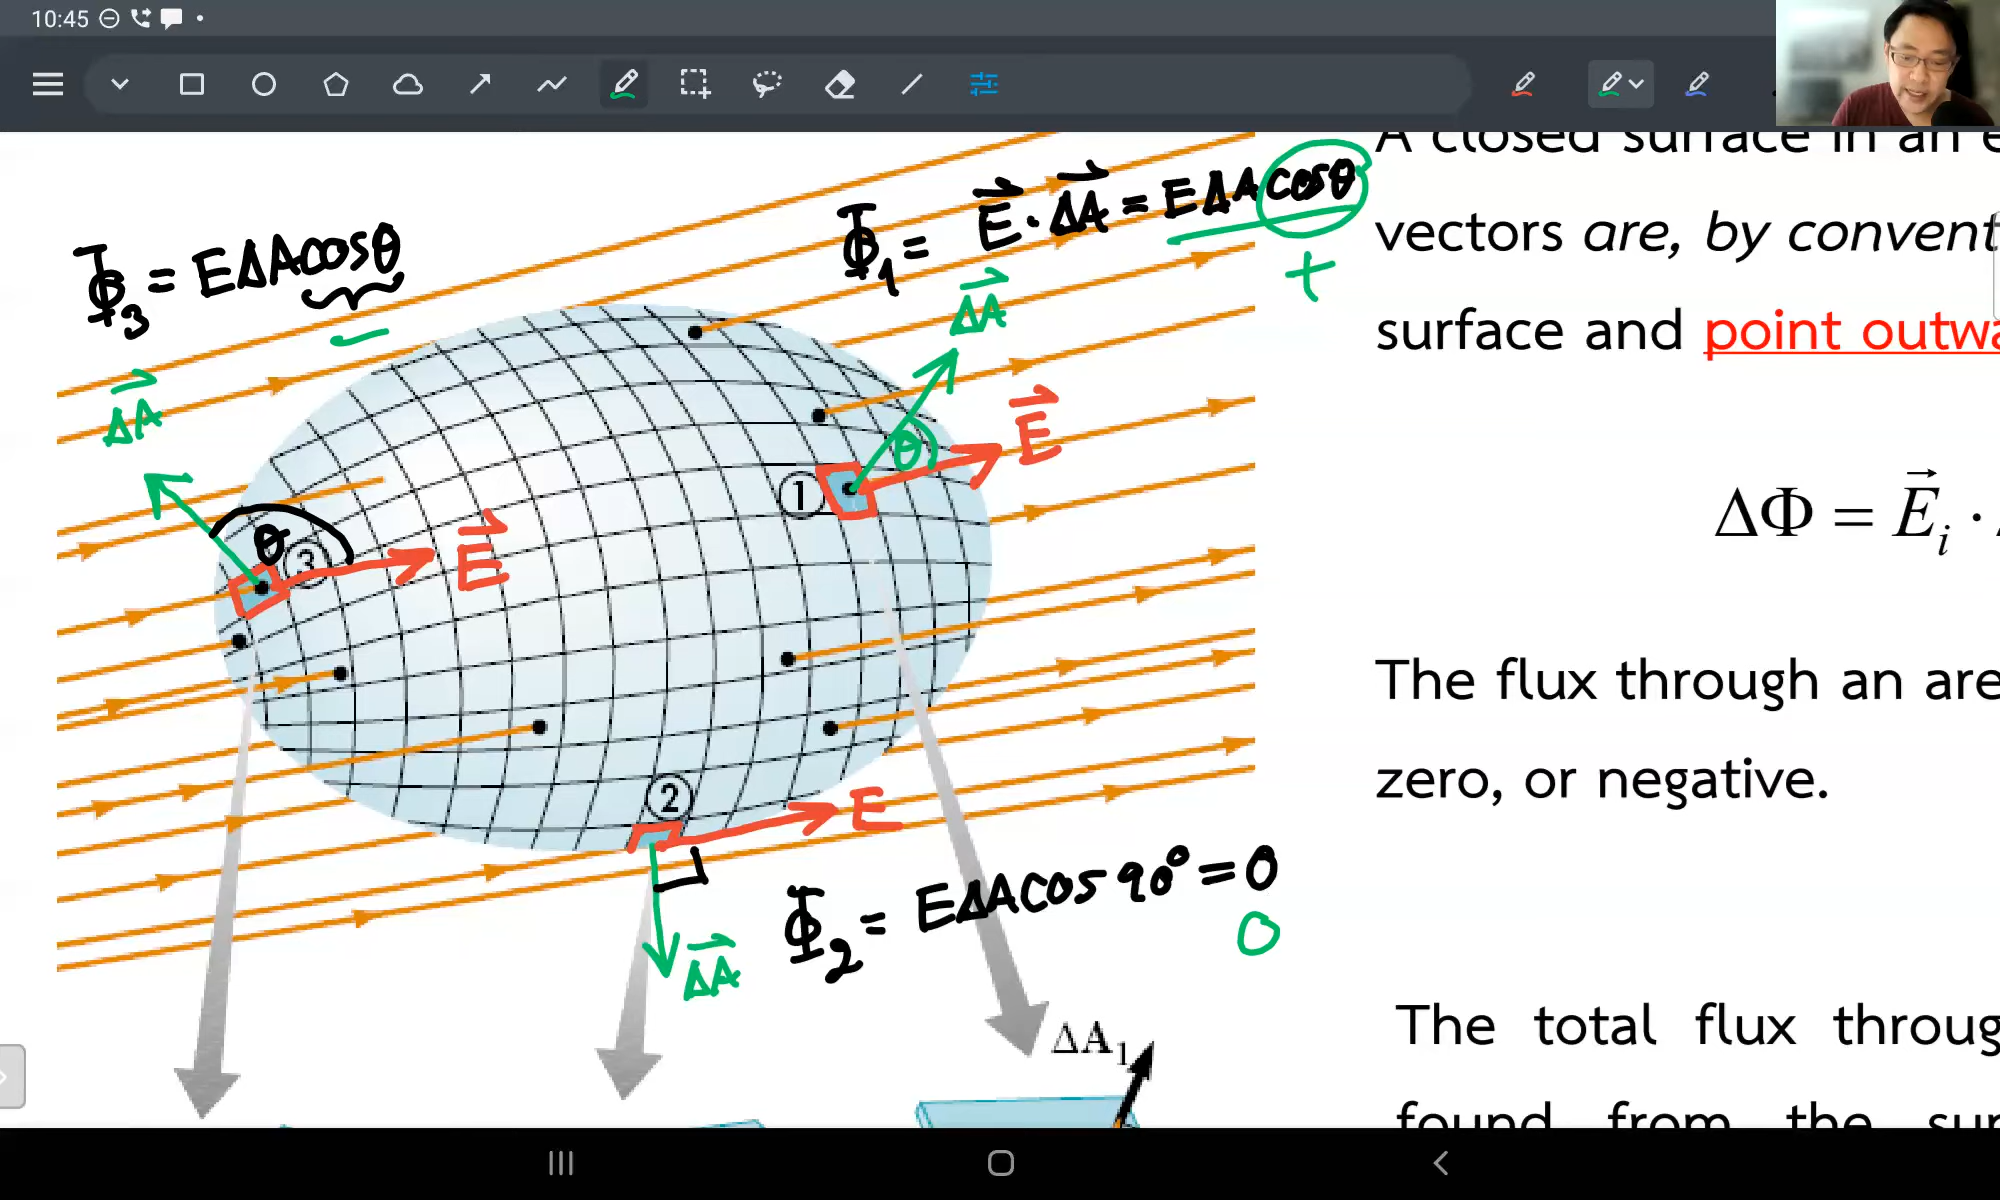 10:45
A closed surface in an e
vectors are, by convent
surface and point outwa
ΔΦ = E⃗ᵢ ·
The flux through an are
zero, or negative.
The total flux throug
found from the sur
Φ₁ = E⃗ · ΔA⃗ = EΔA cosθ
+
Φ₃ = EΔA cosθ
−
ΔA⃗
ΔA⃗
E⃗
θ
①
θ
③
E⃗
②
E
Φ₂ = EΔA cos 90° = 0
0
ΔA⃗
ΔA₁